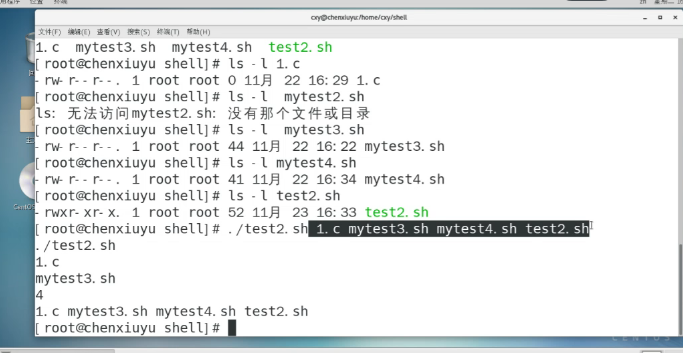 cxy@chenxiuyu:/home/cxy/shell
文件(F) 编辑(E) 查看(V) 搜索(S) 终端(T) 帮助(H)
1.c mytest3.sh mytest4.sh test2.sh
[root@chenxiuyu shell]# ls -l 1.c
-rw-r--r--. 1 root root 0 11月 22 16:29 1.c
[root@chenxiuyu shell]# ls -l mytest2.sh
ls: 无法访问mytest2.sh: 没有那个文件或目录
[root@chenxiuyu shell]# ls -l mytest3.sh
-rw-r--r--. 1 root root 44 11月 22 16:22 mytest3.sh
[root@chenxiuyu shell]# ls -l mytest4.sh
-rw-r--r--. 1 root root 41 11月 22 16:34 mytest4.sh
[root@chenxiuyu shell]# ls -l test2.sh
-rwxr-xr-x. 1 root root 52 11月 23 16:33 test2.sh
[root@chenxiuyu shell]# ./test2.sh 1.c mytest3.sh mytest4.sh test2.sh
./test2.sh
1.c
mytest3.sh
4
1.c mytest3.sh mytest4.sh test2.sh
[root@chenxiuyu shell]#
CENTOS